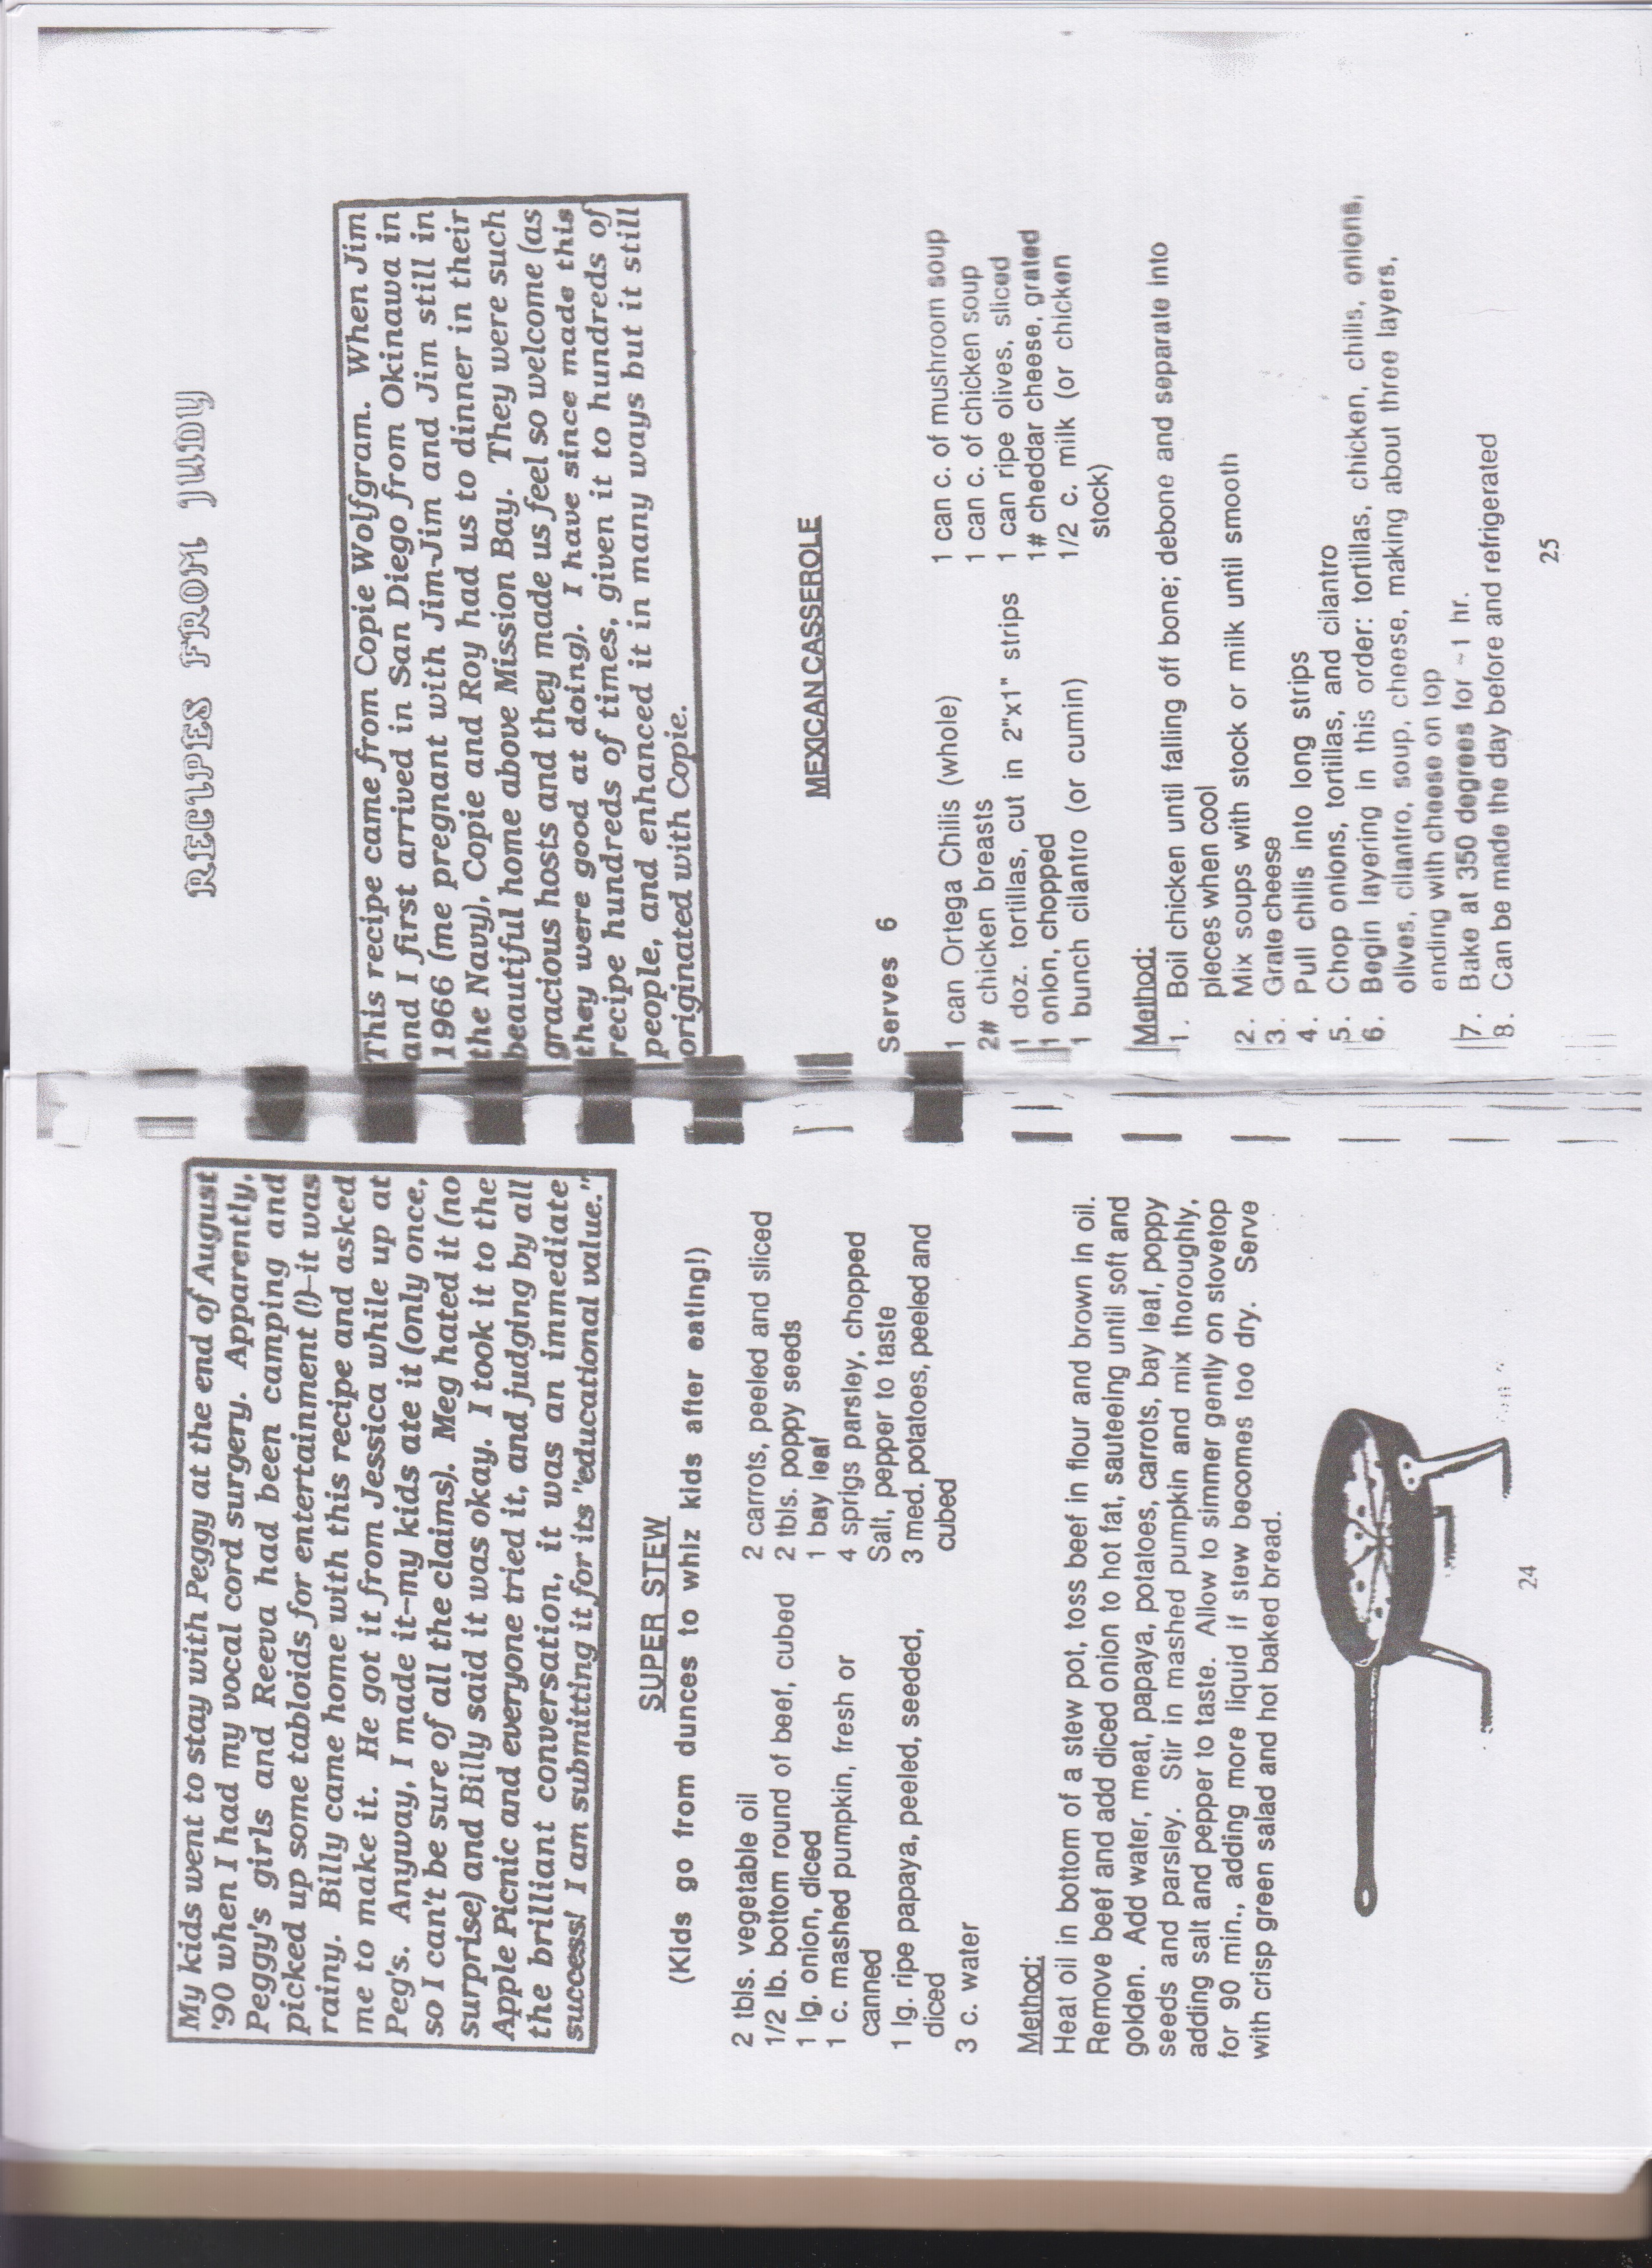 My kids went to stay with Peggy at the end of August
'90 when I had my vocal cord surgery. Apparently,
Peggy's girls and Reeva had been camping and
picked up some tabloids for entertainment (!)--it was
rainy. Billy came home with this recipe and asked
me to make it. He got it from Jessica while up at
Peg's. Anyway, I made it--my kids ate it (only once,
so I can't be sure of all the claims). Meg hated it (no
surprise) and Billy said it was okay. I took it to the
Apple Picnic and everyone tried it, and judging by all
the brilliant conversation, it was an immediate
success! I am submitting it for its "educational value."
SUPER STEW
(Kids go from dunces to whiz kids after eating!)
2 tbls. vegetable oil
1/2 lb. bottom round of beef, cubed
1 lg. onion, diced
1 c. mashed pumpkin, fresh or
canned
1 lg. ripe papaya, peeled, seeded,
diced
3 c. water
2 carrots, peeled and sliced
2 tbls. poppy seeds
1 bay leaf
4 sprigs parsley, chopped
Salt, pepper to taste
3 med. potatoes, peeled and
cubed
Method:
Heat oil in bottom of a stew pot, toss beef in flour and brown in oil.
Remove beef and add diced onion to hot fat, sauteeing until soft and
golden. Add water, meat, papaya, potatoes, carrots, bay leaf, poppy
seeds and parsley. Stir in mashed pumpkin and mix thoroughly,
adding salt and pepper to taste. Allow to simmer gently on stovetop
for 90 min., adding more liquid if stew becomes too dry. Serve
with crisp green salad and hot baked bread.
24
RECIPES FROM JUDY
This recipe came from Copie Wolfgram. When Jim
and I first arrived in San Diego from Okinawa in
1966 (me pregnant with Jim-Jim and Jim still in
the Navy), Copie and Roy had us to dinner in their
beautiful home above Mission Bay. They were such
gracious hosts and they made us feel so welcome (as
they were good at doing). I have since made this
recipe hundreds of times, given it to hundreds of
people, and enhanced it in many ways but it still
originated with Copie.
MEXICAN CASSEROLE
Serves 6
1 can Ortega Chilis (whole)
2# chicken breasts
1 doz. tortillas, cut in 2"x1" strips
1 onion, chopped
1 bunch cilantro (or cumin)
1 can c. of mushroom soup
1 can c. of chicken soup
1 can ripe olives, sliced
1# cheddar cheese, grated
1/2 c. milk (or chicken
stock)
Method:
1. Boil chicken until falling off bone; debone and separate into
pieces when cool
2. Mix soups with stock or milk until smooth
3. Grate cheese
4. Pull chilis into long strips
5. Chop onions, tortillas, and cilantro
6. Begin layering in this order: tortillas, chicken, chilis, onions,
olives, cilantro, soup, cheese, making about three layers,
ending with cheese on top
7. Bake at 350 degrees for ~1 hr.
8. Can be made the day before and refrigerated
25